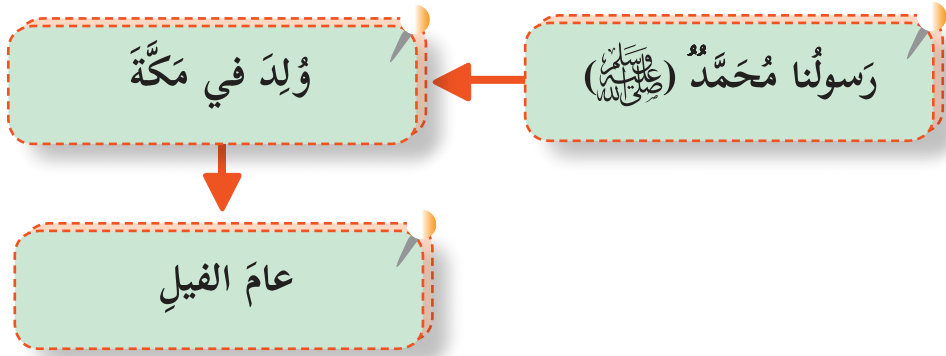 رَسولُنا مُحَمَّدٌ (ﷺ)
وُلِدَ في مَكَّةَ
عامَ الفيلِ